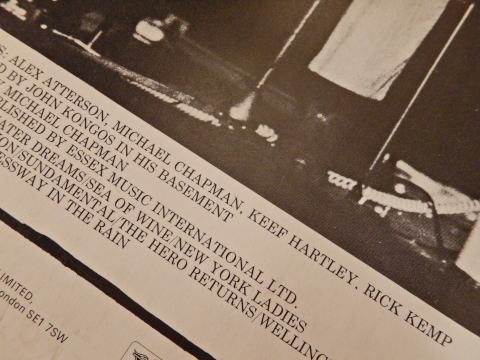 S: ALEX ATTERSON, MICHAEL CHAPMAN, KEEF HARTLEY, RICK KEMP
D BY JOHN KONGOS IN HIS BASEMENT
MICHAEL CHAPMAN
BLISHED BY ESSEX MUSIC INTERNATIONAL LTD.
ATER DREAMS/SEA OF WINE/NEW YORK LADIES
ION/SUNDAMENTAL/THE HERO RETURNS/WELLING
ESSWAY IN THE RAIN
LIMITED,
ondon SE1 7SW